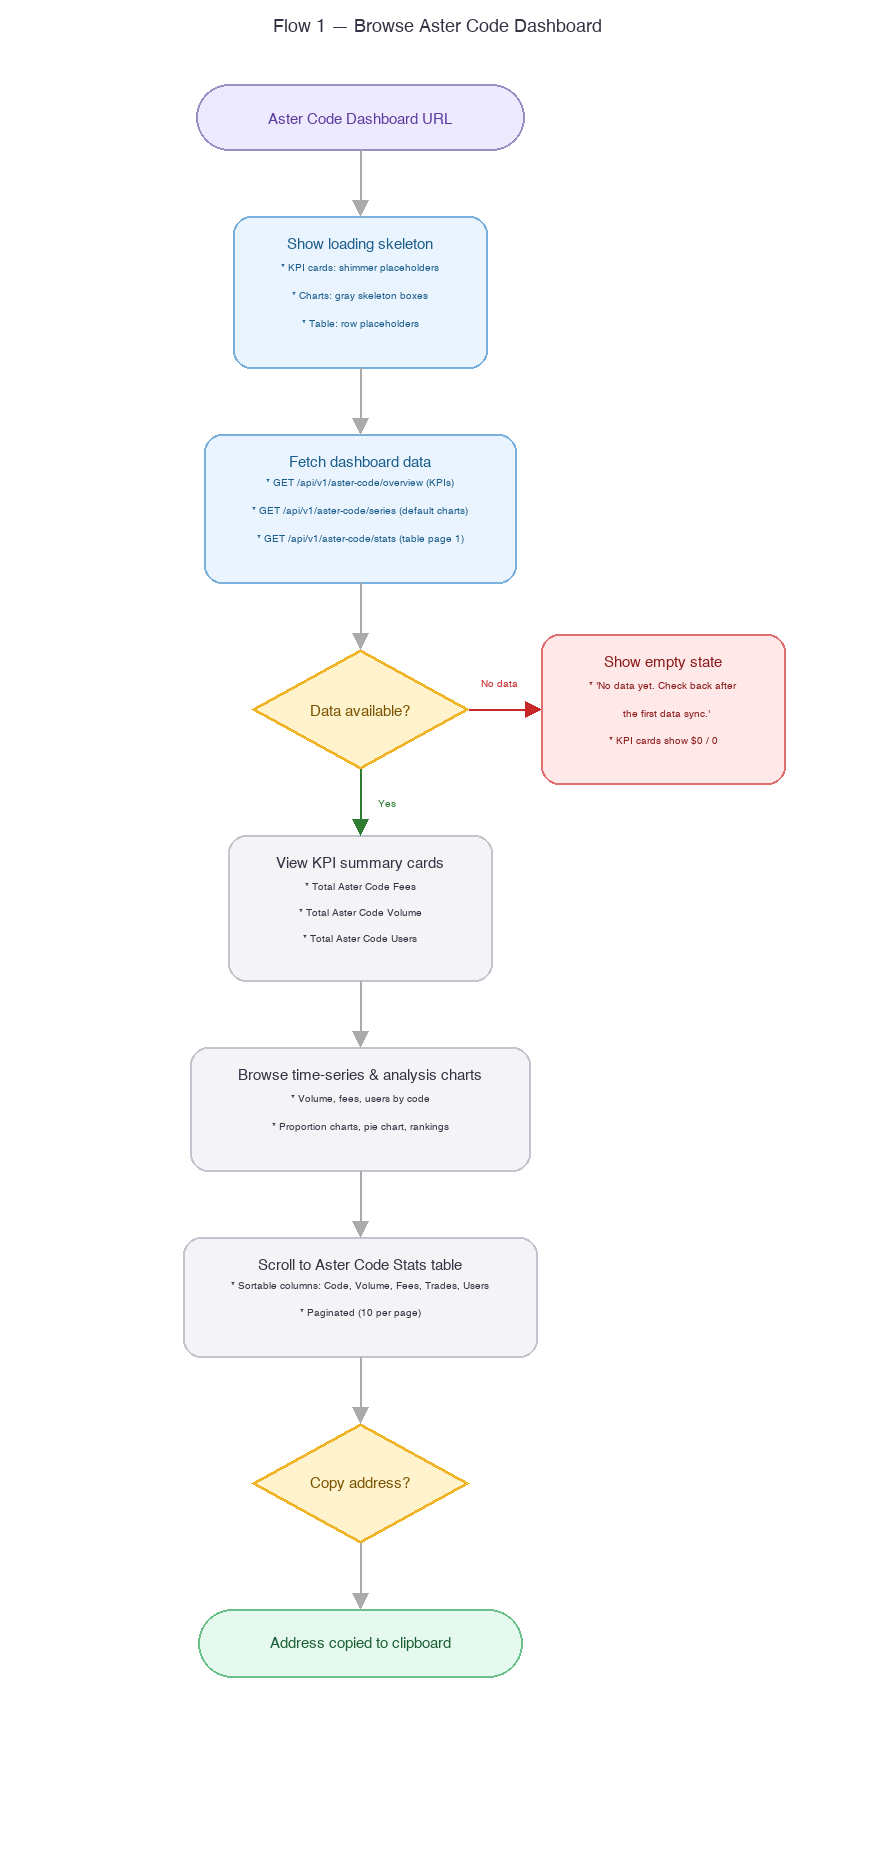 Flow 1 — Browse Aster Code Dashboard
Aster Code Dashboard URL
Show loading skeleton
* KPI cards: shimmer placeholders
* Charts: gray skeleton boxes
* Table: row placeholders
Fetch dashboard data
* GET /api/v1/aster-code/overview (KPIs)
* GET /api/v1/aster-code/series (default charts)
* GET /api/v1/aster-code/stats (table page 1)
Data available?
No data
Show empty state
* 'No data yet. Check back after
the first data sync.'
* KPI cards show $0 / 0
Yes
View KPI summary cards
* Total Aster Code Fees
* Total Aster Code Volume
* Total Aster Code Users
Browse time-series & analysis charts
* Volume, fees, users by code
* Proportion charts, pie chart, rankings
Scroll to Aster Code Stats table
* Sortable columns: Code, Volume, Fees, Trades, Users
* Paginated (10 per page)
Copy address?
Address copied to clipboard